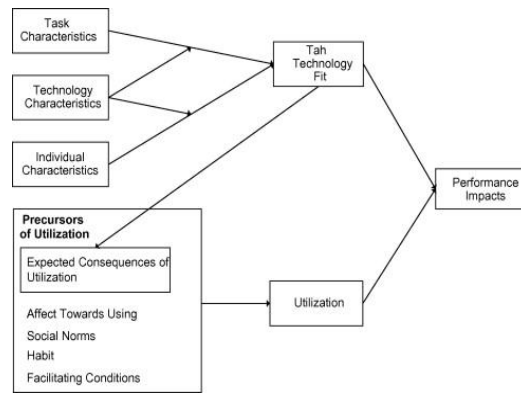 Task
Characteristics
Technology
Characteristics
Individual
Characteristics
Tah
Technology
Fit
Performance
Impacts
Precursors
of Utilization
Expected Consequences of
Utilization
Affect Towards Using
Social Norms
Habit
Facilitating Conditions
Utilization